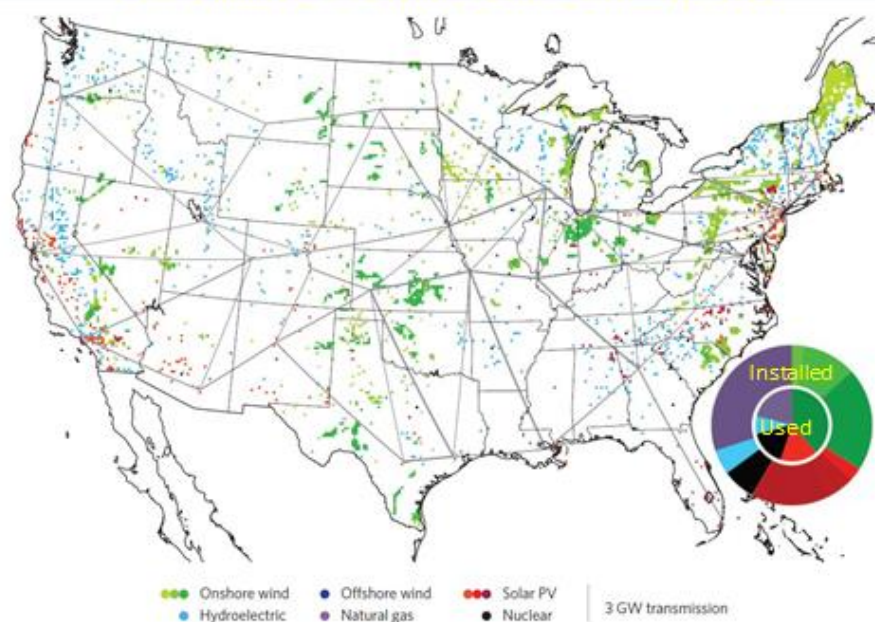 Installed
Used
Onshore wind
Offshore wind
Solar PV
Hydroelectric
Natural gas
Nuclear
3 GW transmission